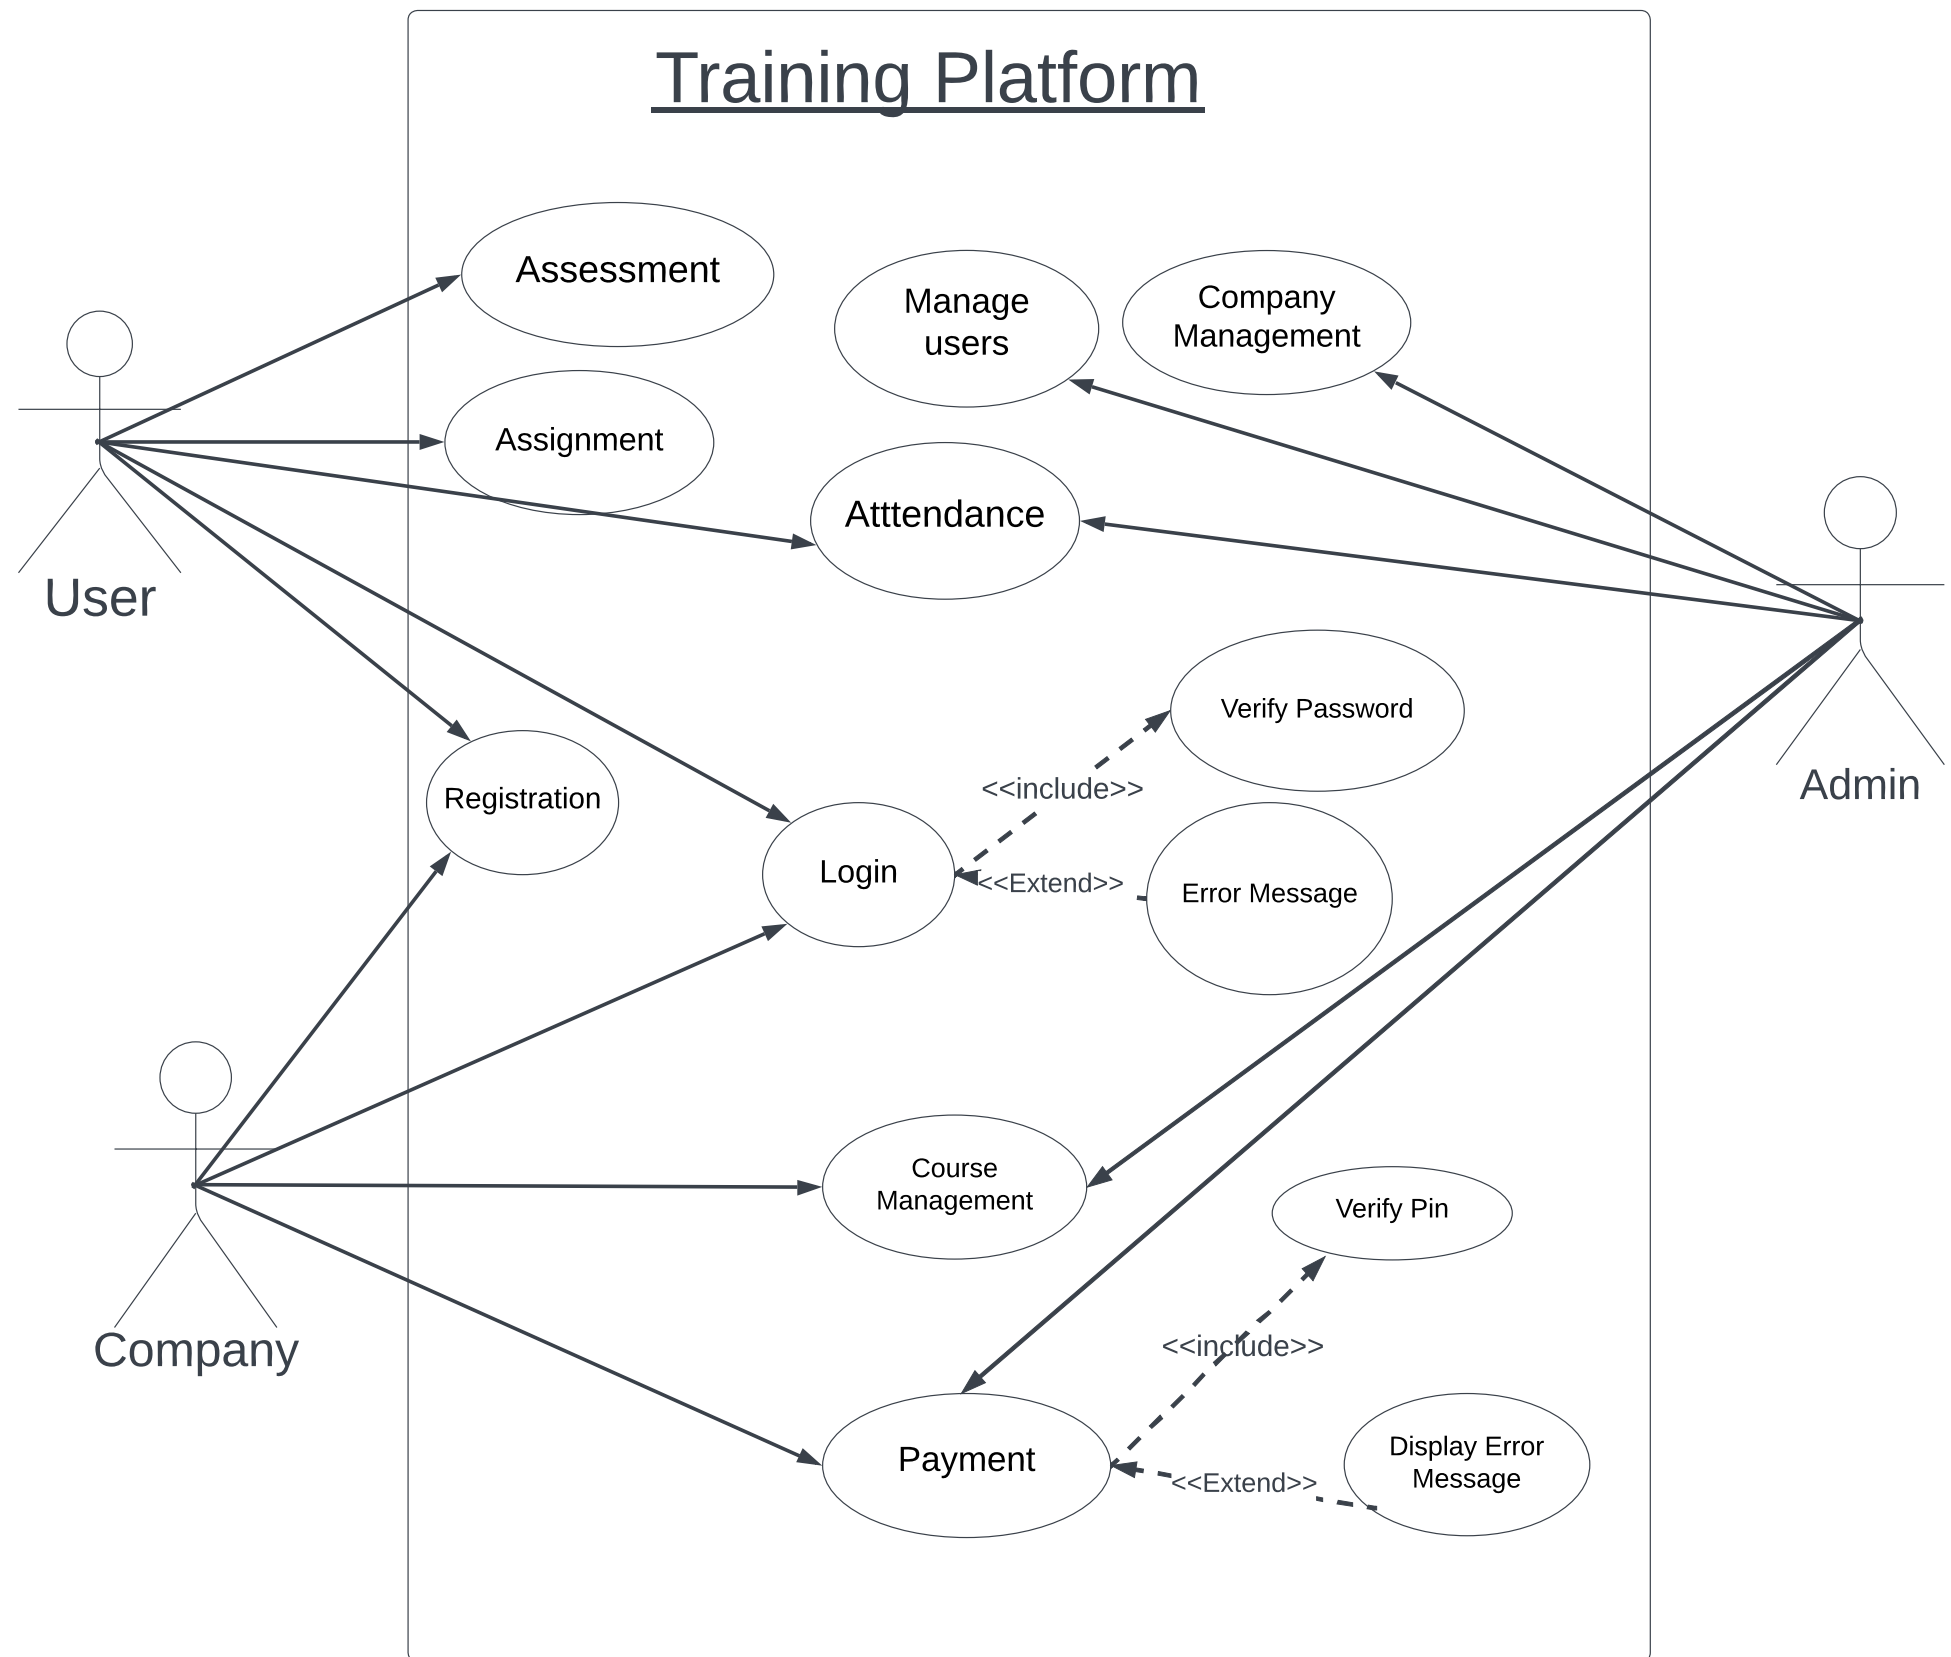 Training Platform
Assessment
Manage
users
Company
Management
Assignment
Atttendance
User
Verify Password
Admin
<<include>>
Registration
Login
<<Extend>>
Error Message
Course
Management
Verify Pin
Company
<<include>>
Payment
Display Error
Message
<<Extend>>